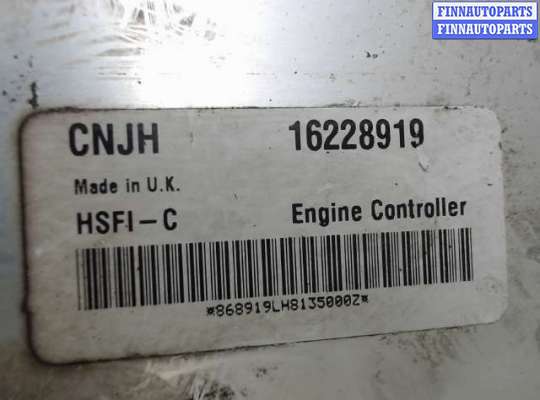 FINNAUTOPARTS
FINNAUTOPARTS
CNJH 16228919
Made in U.K.
HSFI-C Engine Controller
*868919LH8135000Z*